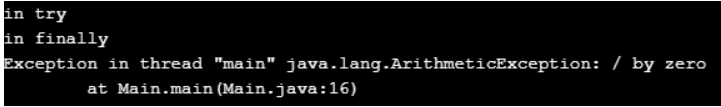 in try
in finally
Exception in thread "main" java.lang.ArithmeticException: / by zero
        at Main.main(Main.java:16)